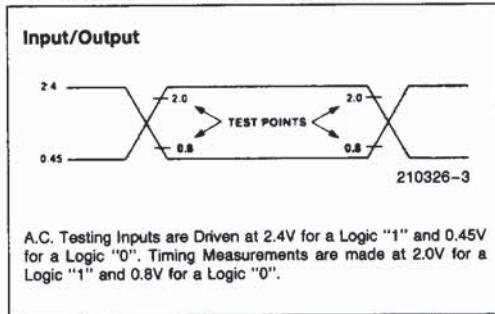 Input/Output
2.4
2.0
2.0
TEST POINTS
0.8
0.8
0.45
210326-3
A.C. Testing Inputs are Driven at 2.4V for a Logic "1" and 0.45V
for a Logic "0". Timing Measurements are made at 2.0V for a
Logic "1" and 0.8V for a Logic "0".